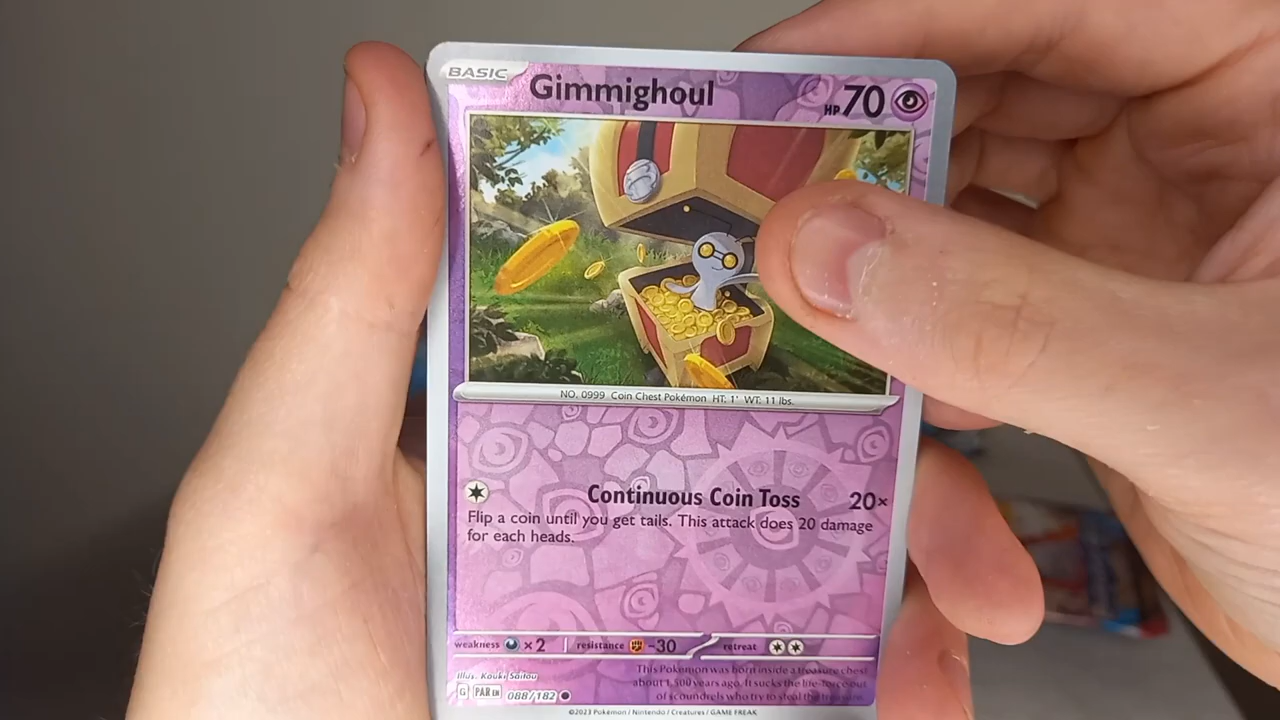 BASIC
Gimmighoul
HP 70
NO. 0999 Coin Chest Pokémon HT: 1' WT: 11 lbs.
Continuous Coin Toss 20×
Flip a coin until you get tails. This attack does 20 damage
for each heads.
weakness ×2 resistance -30 retreat
This Pokémon was born inside a treasure chest
about 1,500 years ago. It sucks the life-force out
of scoundrels who try to steal the treasure.
Illus. Kouki Saitou
G PAR EN 088/182
©2023 Pokémon / Nintendo / Creatures / GAME FREAK